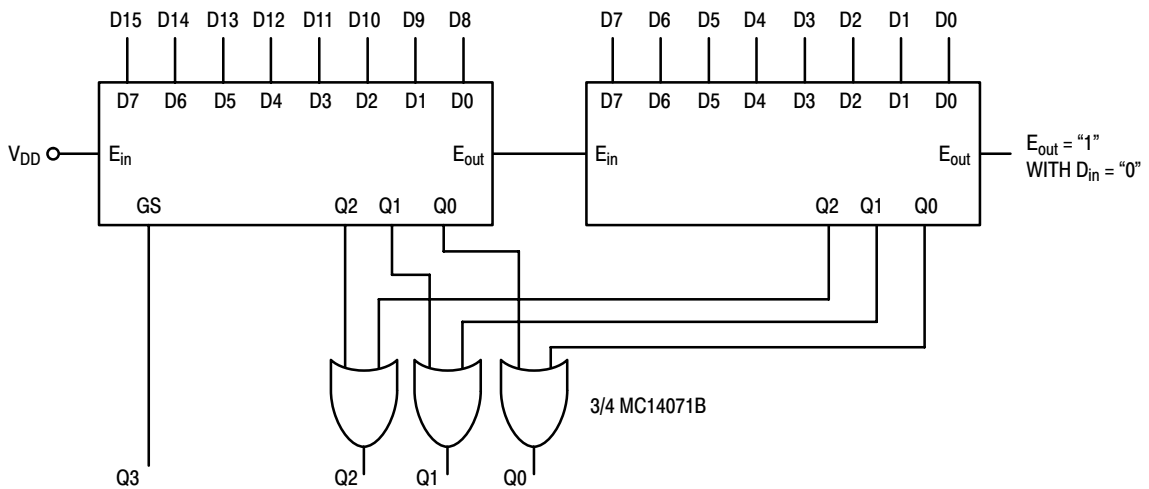 D15 D14 D13 D12 D11 D10 D9 D8 D7 D6 D5 D4 D3 D2 D1 D0
D7 D6 D5 D4 D3 D2 D1 D0 D7 D6 D5 D4 D3 D2 D1 D0
VDD Ein Eout Ein Eout Eout = “1”
WITH Din = “0”
GS Q2 Q1 Q0 Q2 Q1 Q0
3/4 MC14071B
Q3 Q2 Q1 Q0